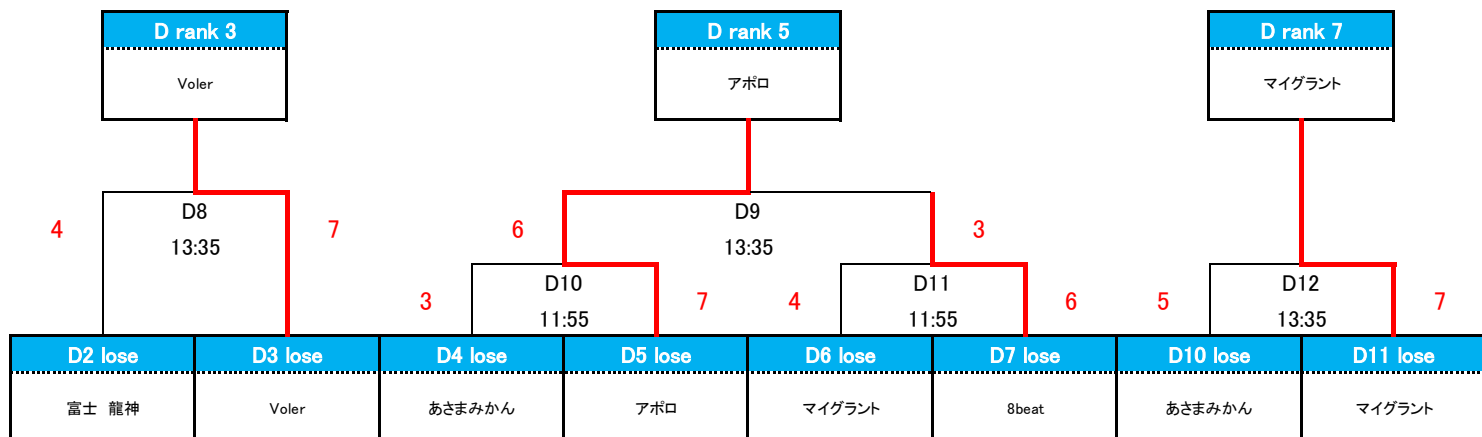 D rank 3
D rank 5
D rank 7
Voler
アポロ
マイグラント
D8
D9
4
7
6
3
13:35
13:35
D10
D11
D12
3
7
4
6
5
7
11:55
11:55
13:35
D2 lose
D3 lose
D4 lose
D5 lose
D6 lose
D7 lose
D10 lose
D11 lose
富士 龍神
Voler
あさまみかん
アポロ
マイグラント
8beat
あさまみかん
マイグラント